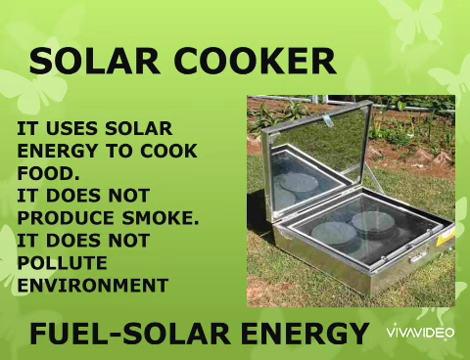 SOLAR COOKER
IT USES SOLAR
ENERGY TO COOK
FOOD.
IT DOES NOT
PRODUCE SMOKE.
IT DOES NOT
POLLUTE
ENVIRONMENT
FUEL-SOLAR ENERGY
VIVAVIDEO